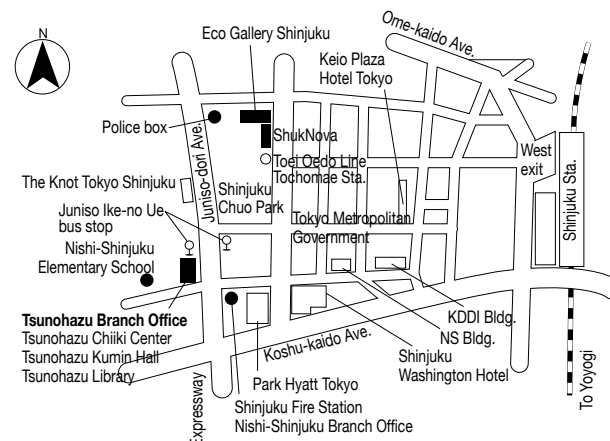 N
Eco Gallery Shinjuku
Ome-kaido Ave.
Keio Plaza
Hotel Tokyo
Police box
ShukNova
Juniso-dori Ave.
Toei Oedo Line
Tochomae Sta.
West
exit
Shinjuku Sta.
The Knot Tokyo Shinjuku
Shinjuku
Chuo Park
Juniso Ike-no Ue
bus stop
Tokyo Metropolitan
Government
Nishi-Shinjuku
Elementary School
Tsunohazu Branch Office
Tsunohazu Chiiki Center
Tsunohazu Kumin Hall
Tsunohazu Library
KDDI Bldg.
NS Bldg.
Koshu-kaido Ave.
Shinjuku
Washington Hotel
Park Hyatt Tokyo
Shinjuku Fire Station
Nishi-Shinjuku Branch Office
Expressway
To Yoyogi